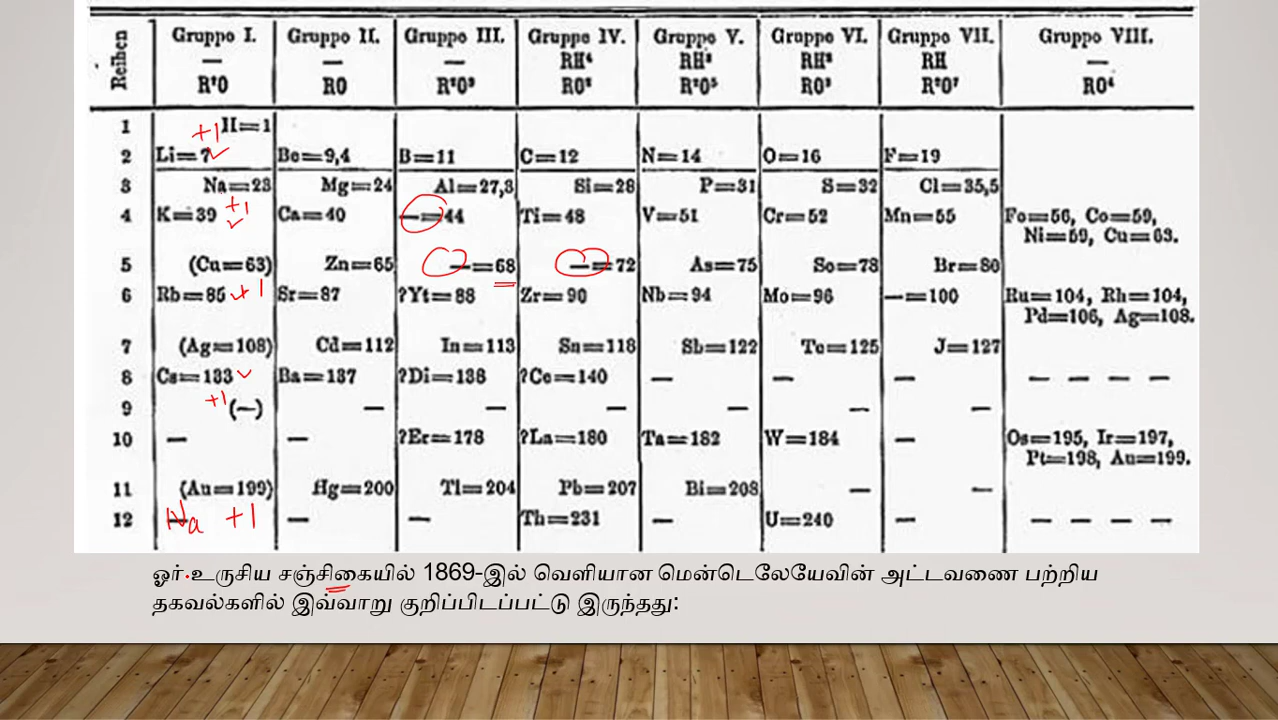 Reihen Gruppo I. Gruppo II. Gruppo III. Gruppo IV. Gruppo V. Gruppo VI. Gruppo VII. Gruppo VIII.
— — — RH⁴ RH³ RH² RH —
R²O RO R²O³ RO² R²O⁵ RO³ R²O⁷ RO⁴
1 +1 H=1
2 Li=7 Be=9,4 B=11 C=12 N=14 O=16 F=19
3 Na=23 Mg=24 Al=27,3 Si=28 P=31 S=32 Cl=35,5
4 K=39 +1 Ca=40 —=44 Ti=48 V=51 Cr=52 Mn=55 Fo=56, Co=59,
Ni=59, Cu=63.
5 (Cu=63) Zn=65 —=68 —=72 As=75 So=78 Br=80
6 Rb=85 +1 Sr=87 ?Yt=88 Zr=90 Nb=94 Mo=96 —=100 Ru=104, Rh=104,
Pd=106, Ag=108.
7 (Ag=108) Cd=112 In=113 Sn=118 Sb=122 To=125 J=127
8 Cs=133 Ba=137 ?Di=138 ?Co=140 — — — — — — —
9 +1 (—) — — — — — —
10 — — ?Er=178 ?La=180 Ta=182 W=184 — Os=195, Ir=197,
Pt=198, Au=199.
11 (Au=199) Hg=200 Tl=204 Pb=207 Bi=208 — —
12 Na +1 — — Th=231 — U=240 — — — — —
ஓர் உருசிய சஞ்சிகையில் 1869-இல் வெளியான மென்டெலேயேவின் அட்டவணை பற்றிய
தகவல்களில் இவ்வாறு குறிப்பிடப்பட்டு இருந்தது: